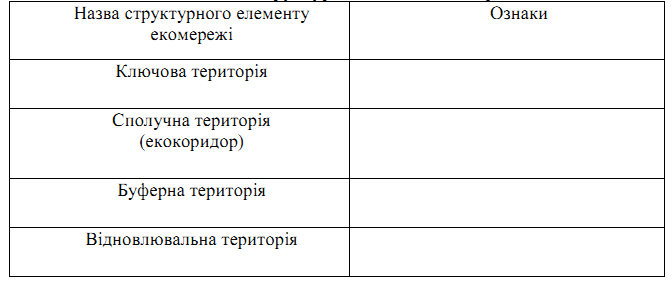 Назва структурного елементу
екомережі
Ознаки
Ключова територія
Сполучна територія
(екокоридор)
Буферна територія
Відновлювальна територія